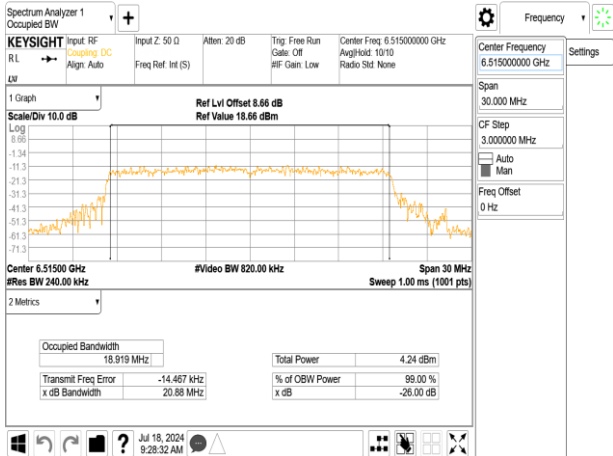 Spectrum Analyzer 1
Occupied BW
+
Frequency
KEYSIGHT
Input: RF
Input Z: 50 Ω
Atten: 20 dB
Trig: Free Run
Center Freq: 6.515000000 GHz
RL
Coupling: DC
Gate: Off
Avg|Hold: 10/10
Align: Auto
Freq Ref: Int (S)
#IF Gain: Low
Radio Std: None
LXI
Center Frequency
6.515000000 GHz
Settings
Span
30.000 MHz
CF Step
3.000000 MHz
Auto
Man
Freq Offset
0 Hz
1 Graph
Ref Lvl Offset 8.66 dB
Scale/Div 10.0 dB
Ref Value 18.66 dBm
Log
8.66
-1.34
-11.3
-21.3
-31.3
-41.3
-51.3
-61.3
-71.3
Center 6.51500 GHz
#Video BW 820.00 kHz
Span 30 MHz
#Res BW 240.00 kHz
Sweep 1.00 ms (1001 pts)
2 Metrics
Occupied Bandwidth
18.919 MHz
Total Power
4.24 dBm
Transmit Freq Error
-14.467 kHz
% of OBW Power
99.00 %
x dB Bandwidth
20.88 MHz
x dB
-26.00 dB
?
Jul 18, 2024
9:28:32 AM